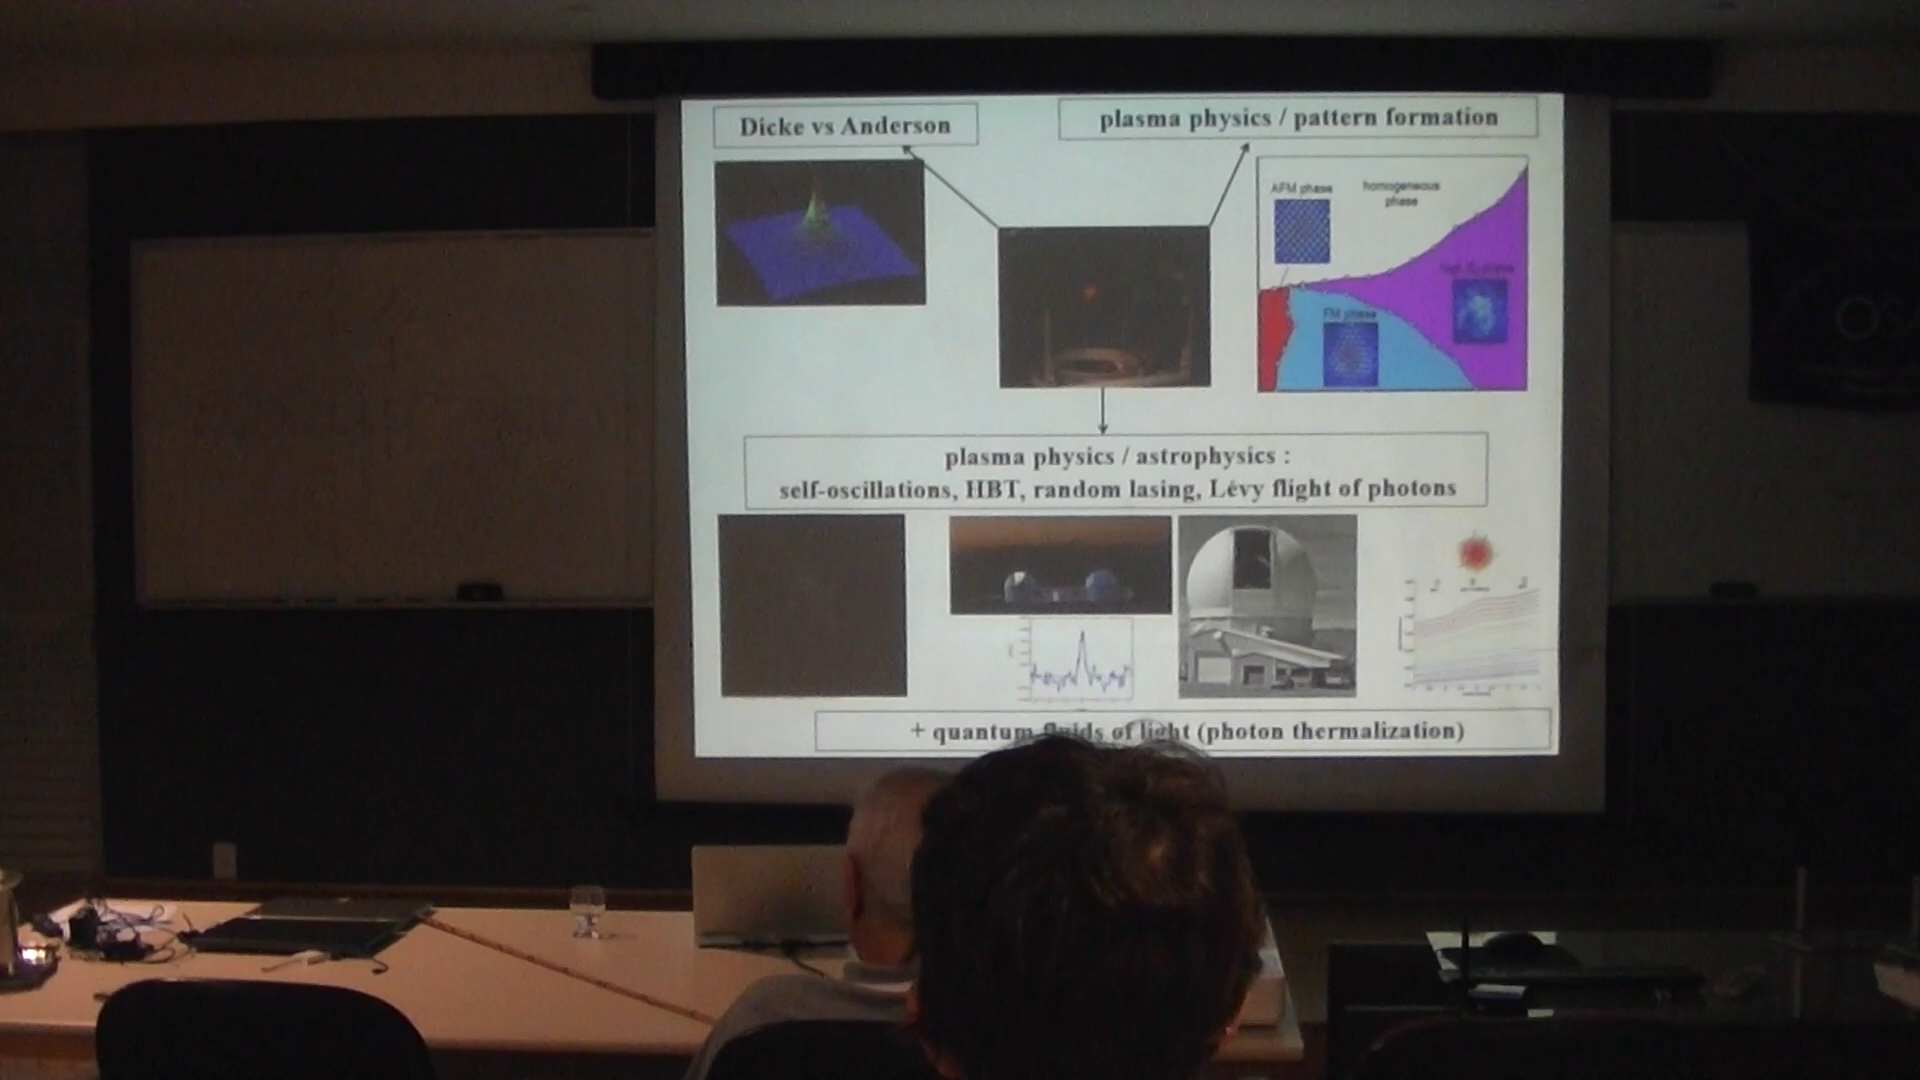 Dicke vs Anderson
plasma physics / pattern formation
AFM phase
homogeneous
phase
FM phase
plasma physics / astrophysics :
self-oscillations, HBT, random lasing, Lévy flight of photons
+ quantum fluids of light (photon thermalization)